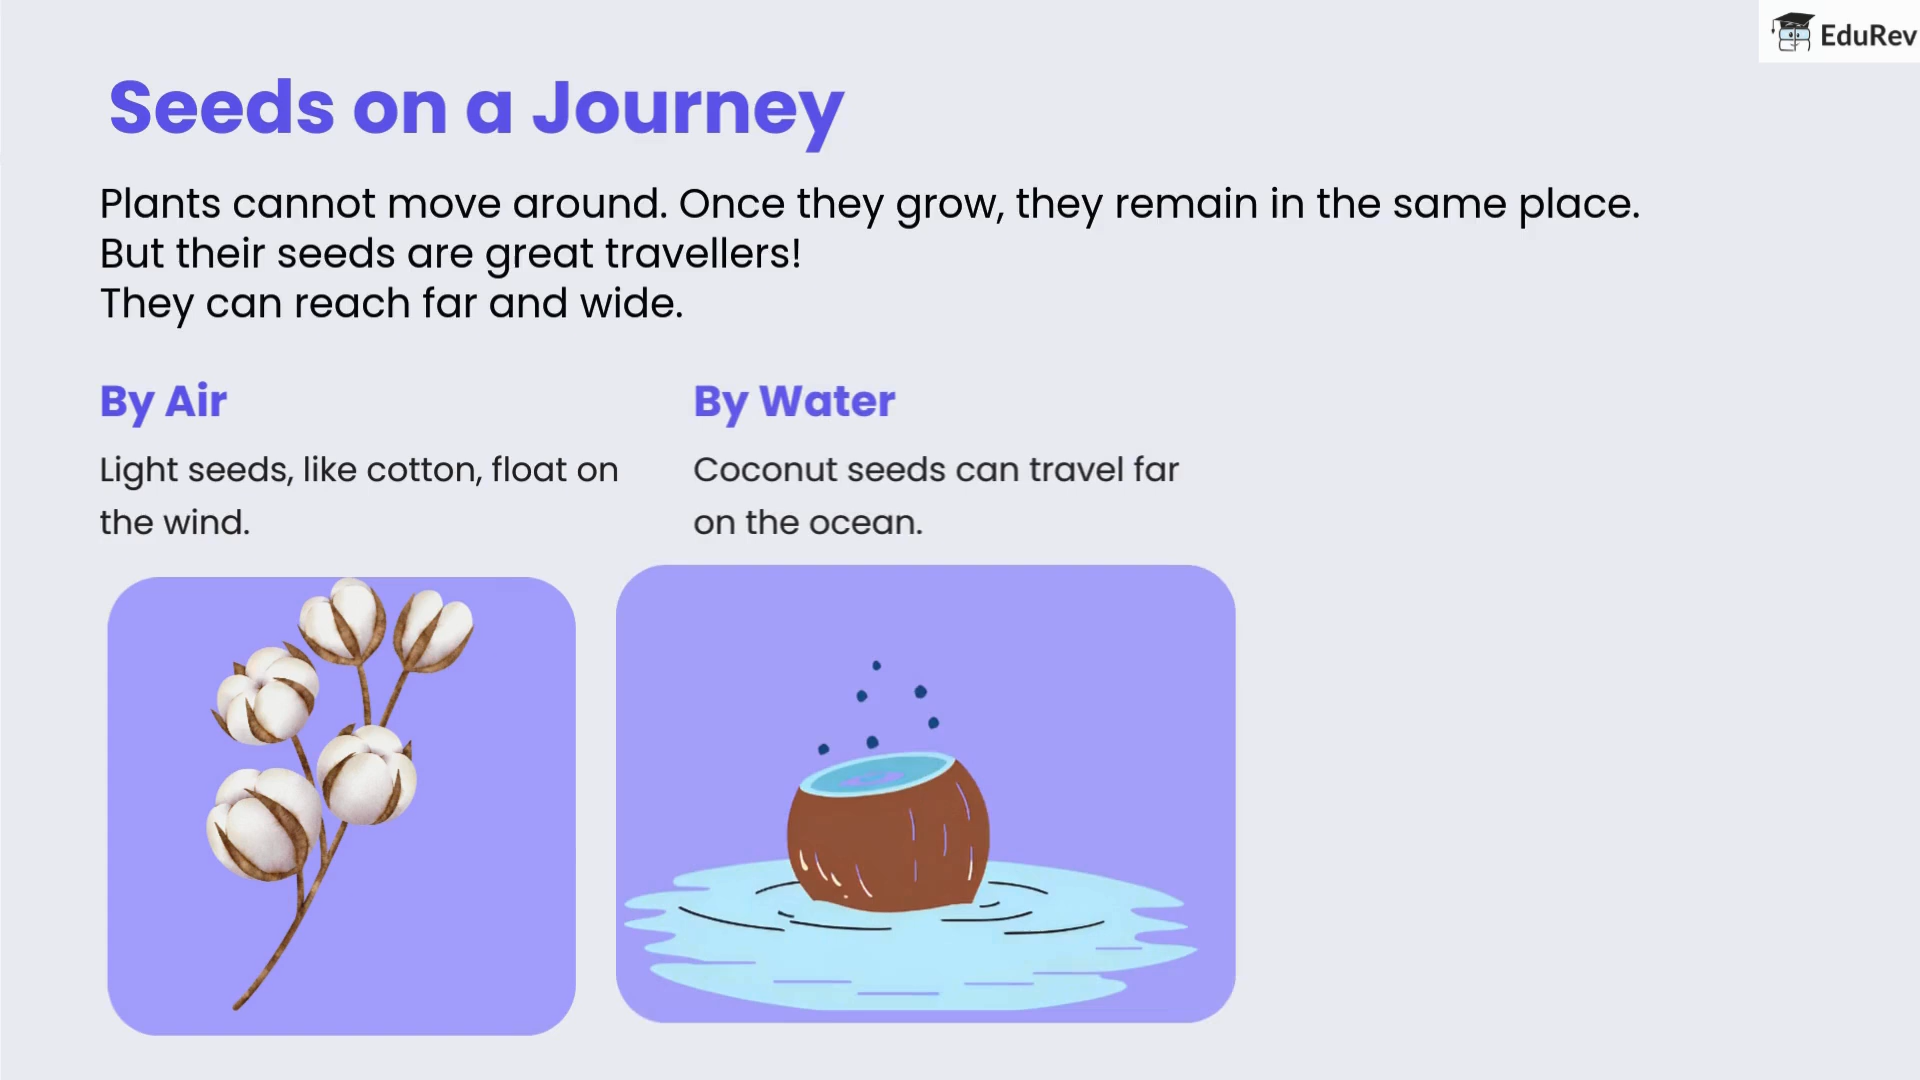 EduRev
Seeds on a Journey
Plants cannot move around. Once they grow, they remain in the same place.
But their seeds are great travellers!
They can reach far and wide.
By Air
Light seeds, like cotton, float on
the wind.
By Water
Coconut seeds can travel far
on the ocean.